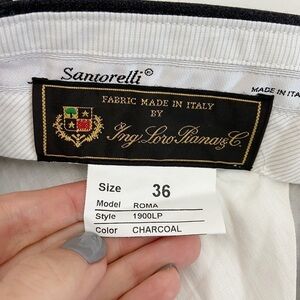 Santorelli®
MADE IN ITA
FABRIC MADE IN ITALY
BY
Ing. Loro Piana & C.
Size 36
Model ROMA
Style 1900LP
Color CHARCOAL